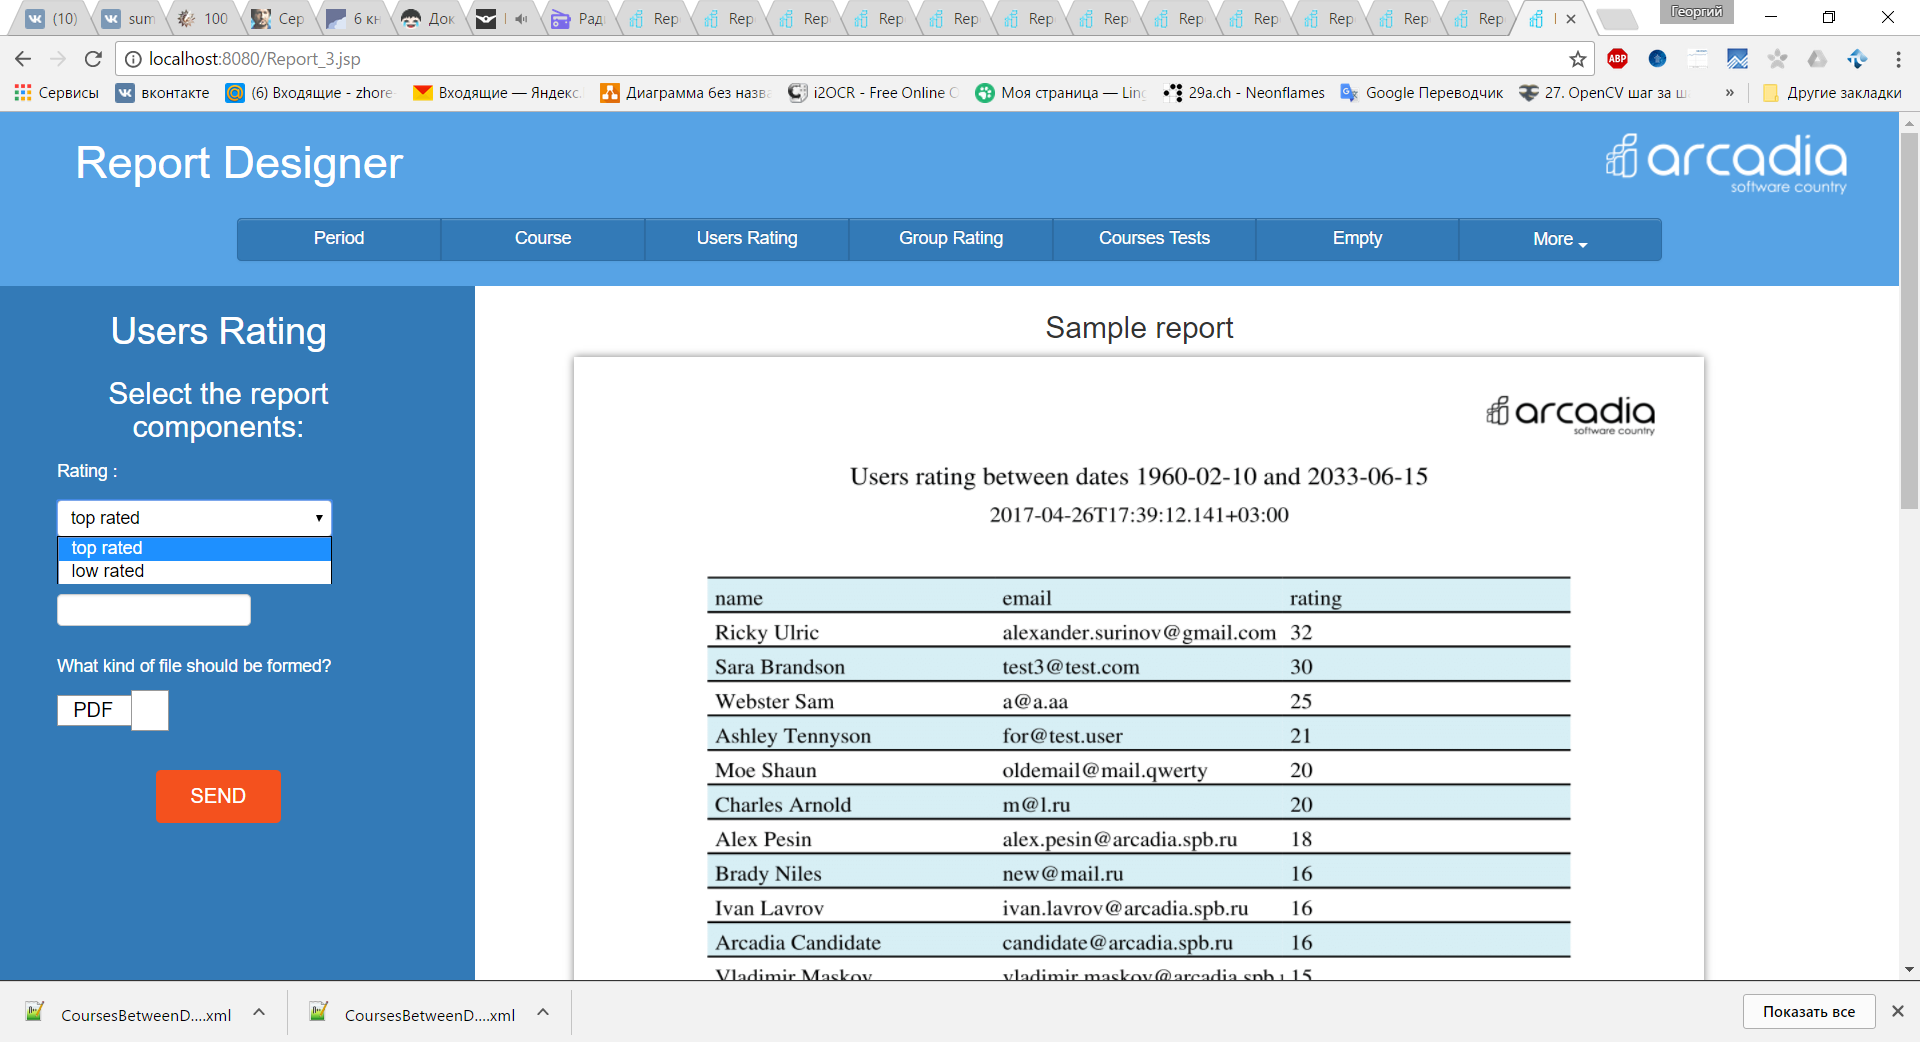 (10)
sum
100
Сер
6 кн
Док
Рад
Rep
Rep
Rep
Rep
Rep
Rep
Rep
Rep
Rep
Rep
Rep
Rep
Георгий
localhost:8080/Report_3.jsp
ABP
Сервисы
вконтакте
(6) Входящие - zhore
Входящие — Яндекс.
Диаграмма без назва
i2OCR - Free Online O
Моя страница — Ling
29a.ch - Neonflames
Google Переводчик
27. OpenCV шаг за ш
»
Другие закладки
Report Designer
arcadia
software country
Period
Course
Users Rating
Group Rating
Courses Tests
Empty
More
Users Rating
Select the report
components:
Rating :
top rated
top rated
low rated
What kind of file should be formed?
PDF
SEND
Sample report
arcadia
software country
Users rating between dates 1960-02-10 and 2033-06-15
2017-04-26T17:39:12.141+03:00
name email rating
Ricky Ulric alexander.surinov@gmail.com 32
Sara Brandson test3@test.com 30
Webster Sam a@a.aa 25
Ashley Tennyson for@test.user 21
Moe Shaun oldemail@mail.qwerty 20
Charles Arnold m@l.ru 20
Alex Pesin alex.pesin@arcadia.spb.ru 18
Brady Niles new@mail.ru 16
Ivan Lavrov ivan.lavrov@arcadia.spb.ru 16
Arcadia Candidate candidate@arcadia.spb.ru 16
Vladimir Maskov vladimir.maskov@arcadia.spb.r 15
CoursesBetweenD....xml
CoursesBetweenD....xml
Показать все